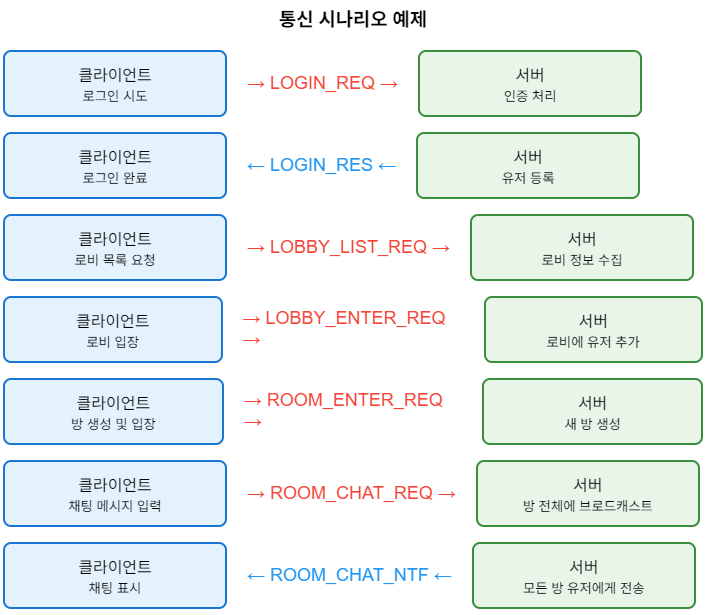 통신 시나리오 예제
클라이언트
로그인 시도
→ LOGIN_REQ →
서버
인증 처리
클라이언트
로그인 완료
← LOGIN_RES ←
서버
유저 등록
클라이언트
로비 목록 요청
→ LOBBY_LIST_REQ →
서버
로비 정보 수집
클라이언트
로비 입장
→ LOBBY_ENTER_REQ
→
서버
로비에 유저 추가
클라이언트
방 생성 및 입장
→ ROOM_ENTER_REQ
→
서버
새 방 생성
클라이언트
채팅 메시지 입력
→ ROOM_CHAT_REQ →
서버
방 전체에 브로드캐스트
클라이언트
채팅 표시
← ROOM_CHAT_NTF ←
서버
모든 방 유저에게 전송